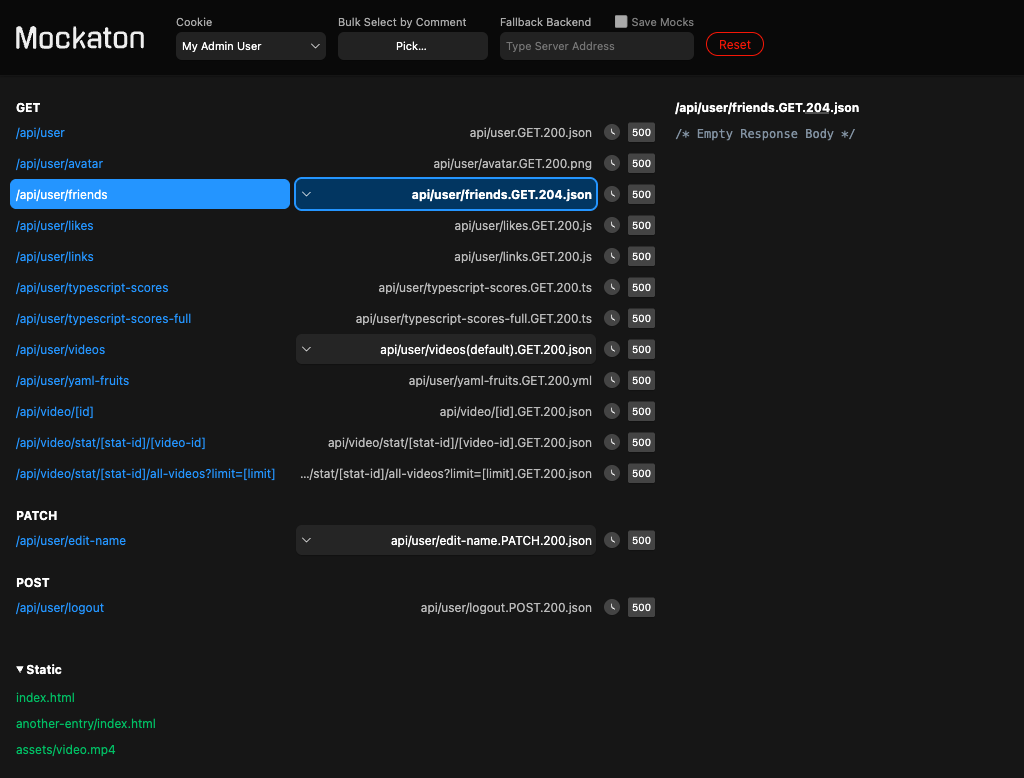 Mockaton
Cookie
My Admin User
Bulk Select by Comment
Pick...
Fallback Backend
Save Mocks
Type Server Address
Reset
GET
/api/user api/user.GET.200.json 500
/api/user/avatar api/user/avatar.GET.200.png 500
/api/user/friends api/user/friends.GET.204.json 500
/api/user/likes api/user/likes.GET.200.js 500
/api/user/links api/user/links.GET.200.js 500
/api/user/typescript-scores api/user/typescript-scores.GET.200.ts 500
/api/user/typescript-scores-full api/user/typescript-scores-full.GET.200.ts 500
/api/user/videos api/user/videos(default).GET.200.json 500
/api/user/yaml-fruits api/user/yaml-fruits.GET.200.yml 500
/api/video/[id] api/video/[id].GET.200.json 500
/api/video/stat/[stat-id]/[video-id] api/video/stat/[stat-id]/[video-id].GET.200.json 500
/api/video/stat/[stat-id]/all-videos?limit=[limit] .../stat/[stat-id]/all-videos?limit=[limit].GET.200.json 500
PATCH
/api/user/edit-name api/user/edit-name.PATCH.200.json 500
POST
/api/user/logout api/user/logout.POST.200.json 500
Static
index.html
another-entry/index.html
assets/video.mp4
/api/user/friends.GET.204.json
/* Empty Response Body */